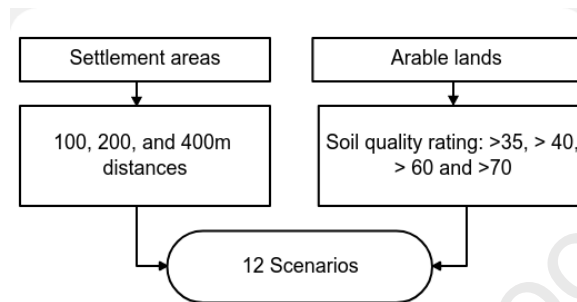 Settlement areas
Arable lands
100, 200, and 400m
distances
Soil quality rating: >35, > 40,
> 60 and >70
12 Scenarios